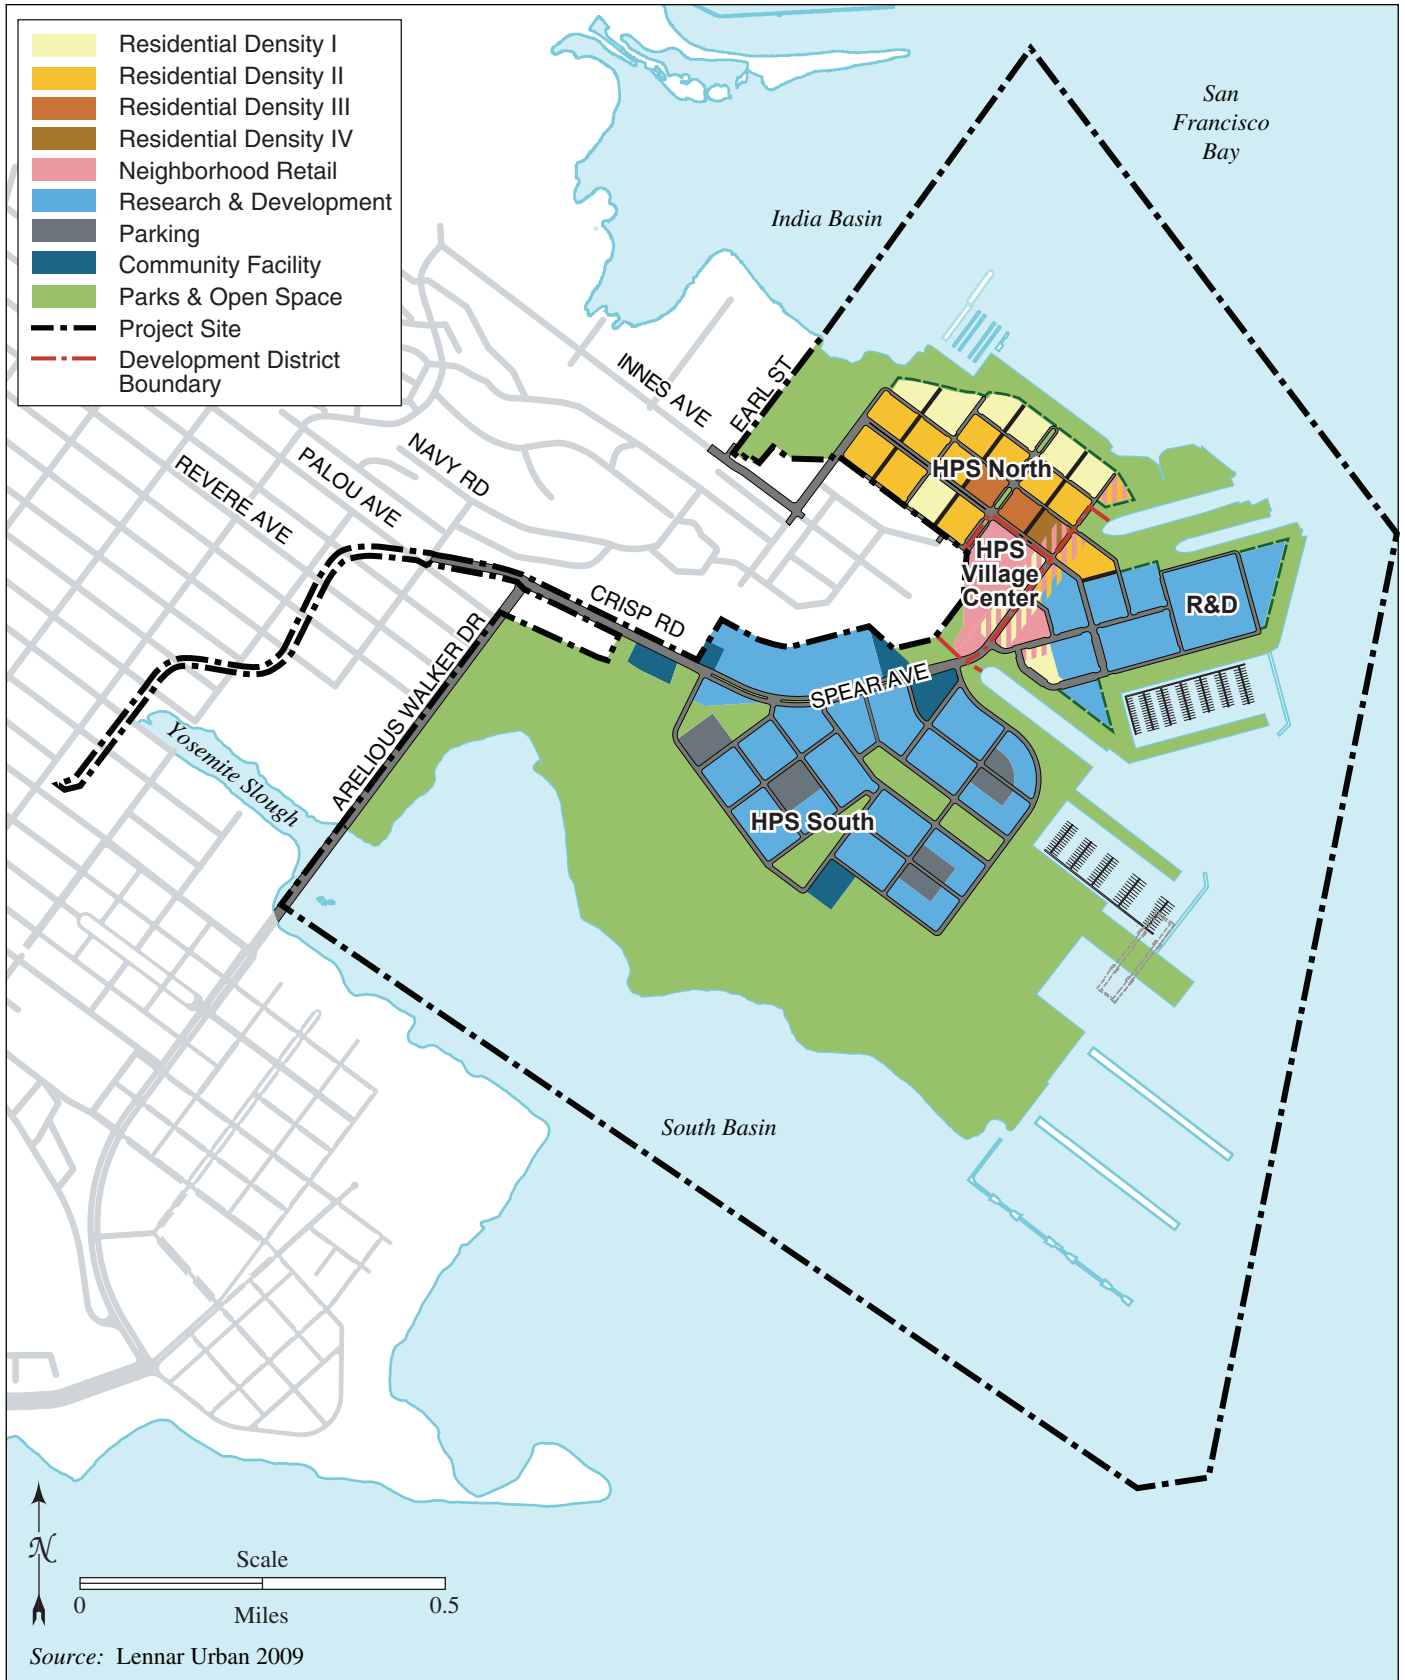 Residential Density I
Residential Density II
Residential Density III
Residential Density IV
Neighborhood Retail
Research & Development
Parking
Community Facility
Parks & Open Space
Project Site
Development District
Boundary
San
Francisco
Bay
India Basin
INNES AVE
EARL ST
NAVY RD
PALOU AVE
REVERE AVE
HPS North
HPS
Village
Center
R&D
CRISP RD
ARELIOUS WALKER DR
SPEAR AVE
Yosemite Slough
HPS South
South Basin
N
Scale
0
0.5
Miles
Source: Lennar Urban 2009